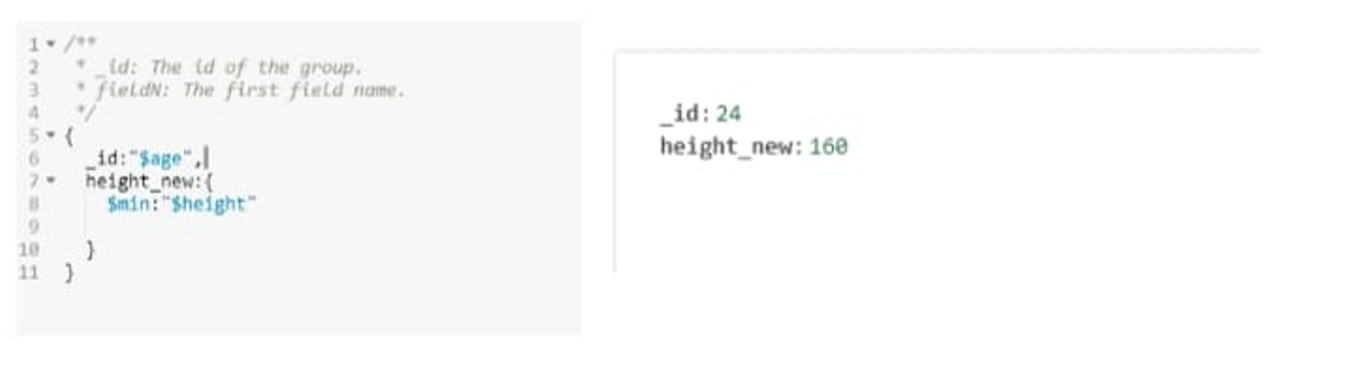 1 /**
2 * _id: The id of the group.
3 * fieldN: The first field name.
4 */
5 {
6 _id:"$age",
7 height_new:{
8 $min:"$height"
9
10 }
11 }
_id: 24
height_new: 160